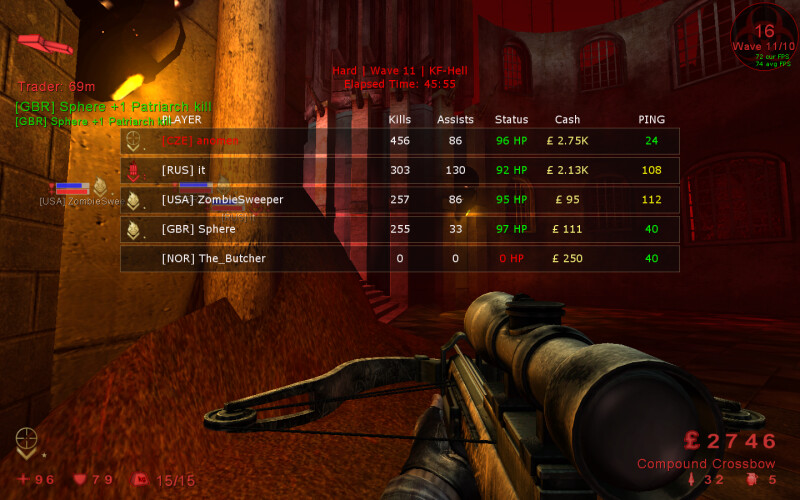 16
Wave 11/10
72 cur FPS
74 avg FPS
Hard | Wave 11 | KF-Hell
Elapsed Time: 45:55
Trader: 69m
[GBR] Sphere +1 Patriarch kill
[GBR] Sphere +1 Patriarch kill
PLAYER Kills Assists Status Cash PING
456 86 96 HP £ 2.75K 24
[RUS] it 303 130 92 HP £ 2.13K 108
[USA] ZombieSweeper 257 86 95 HP £ 95 112
[USA] ZombieSwee
[GBR] Sphere 255 33 97 HP £ 111 40
[NOR] The_Butcher 0 0 0 HP £ 250 40
£ 2746
Compound Crossbow
96 79 15/15 32 5